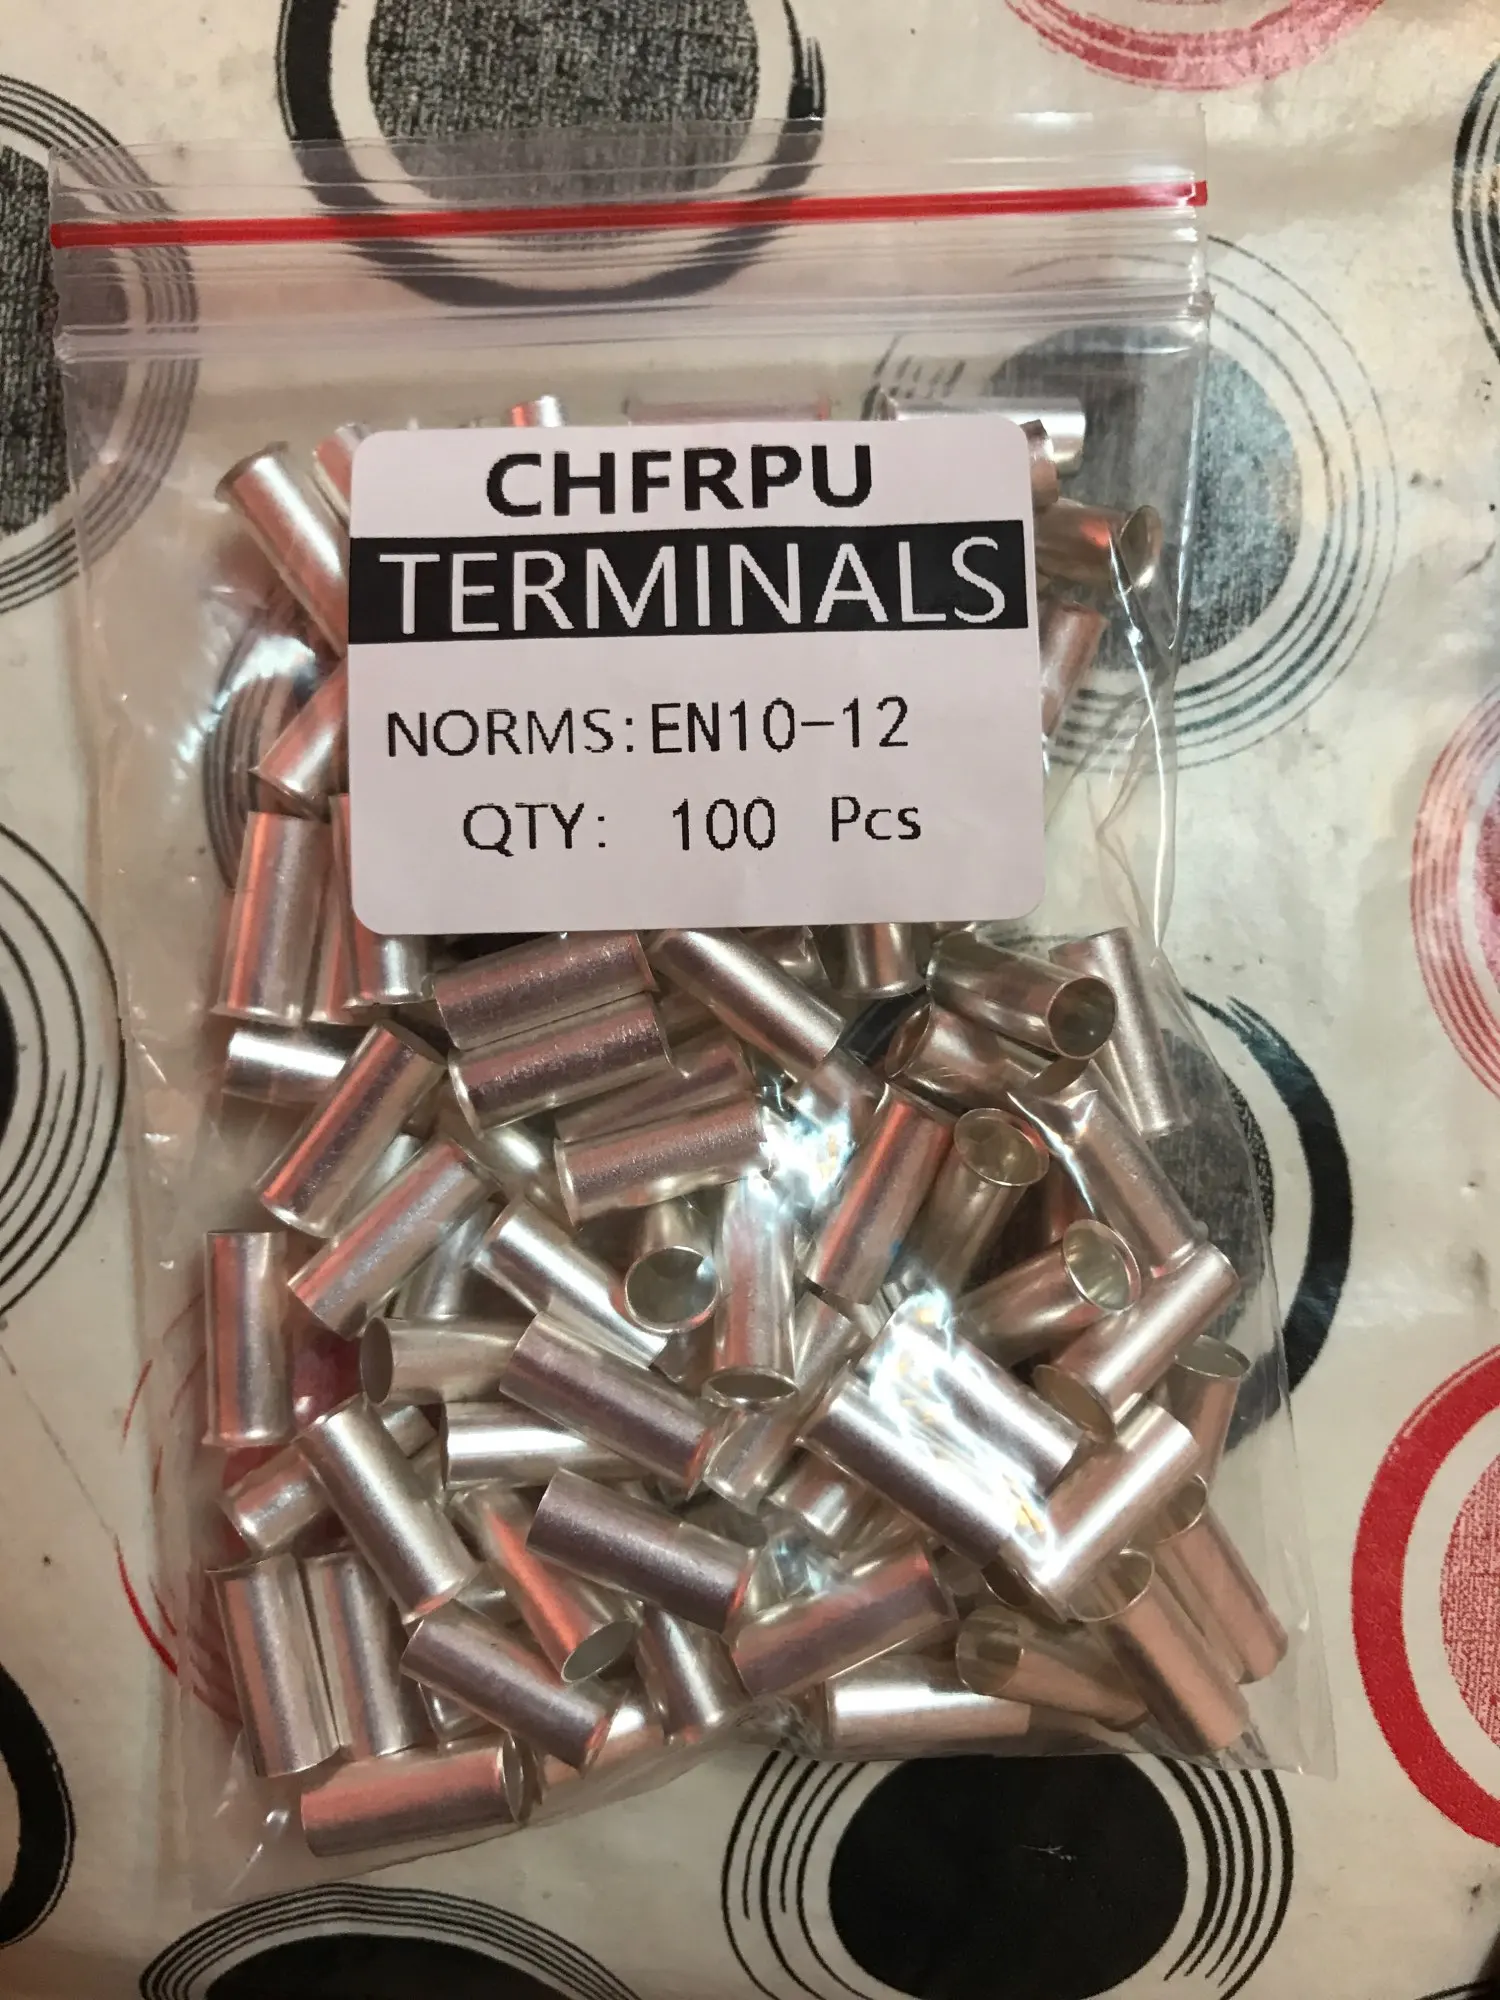 CHFRPU
TERMINALS
NORMS:EN10-12
QTY: 100 Pcs